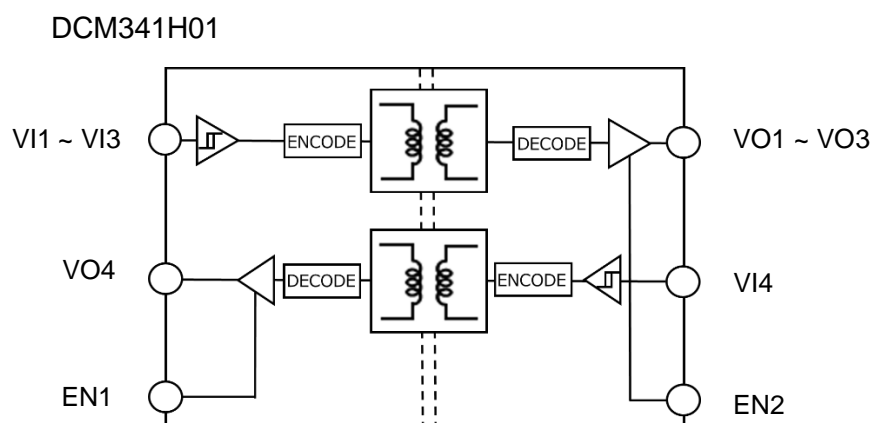 DCM341H01
VI1 ~ VI3
ENCODE
DECODE
VO1 ~ VO3
VO4
DECODE
ENCODE
VI4
EN1
EN2